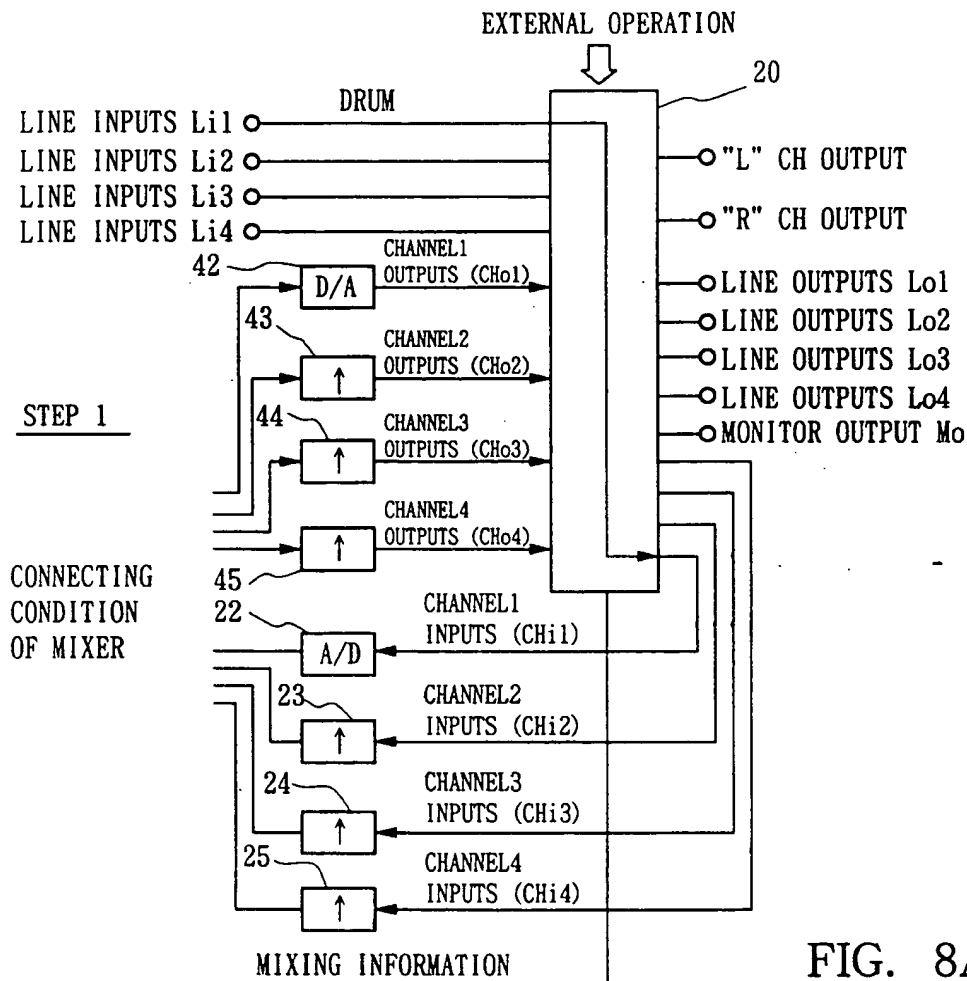 EXTERNAL OPERATION
20
DRUM
LINE INPUTS Li1
LINE INPUTS Li2
LINE INPUTS Li3
LINE INPUTS Li4
"L" CH OUTPUT
"R" CH OUTPUT
LINE OUTPUTS Lo1
LINE OUTPUTS Lo2
LINE OUTPUTS Lo3
LINE OUTPUTS Lo4
MONITOR OUTPUT Mo
42
D/A
CHANNEL1
OUTPUTS (CHo1)
43
↑
CHANNEL2
OUTPUTS (CHo2)
STEP 1
44
↑
CHANNEL3
OUTPUTS (CHo3)
↑
45
CHANNEL4
OUTPUTS (CHo4)
CONNECTING
CONDITION
OF MIXER
22
A/D
CHANNEL1
INPUTS (CHi1)
23
↑
CHANNEL2
INPUTS (CHi2)
24
↑
CHANNEL3
INPUTS (CHi3)
25
↑
CHANNEL4
INPUTS (CHi4)
MIXING INFORMATION
FIG. 8A